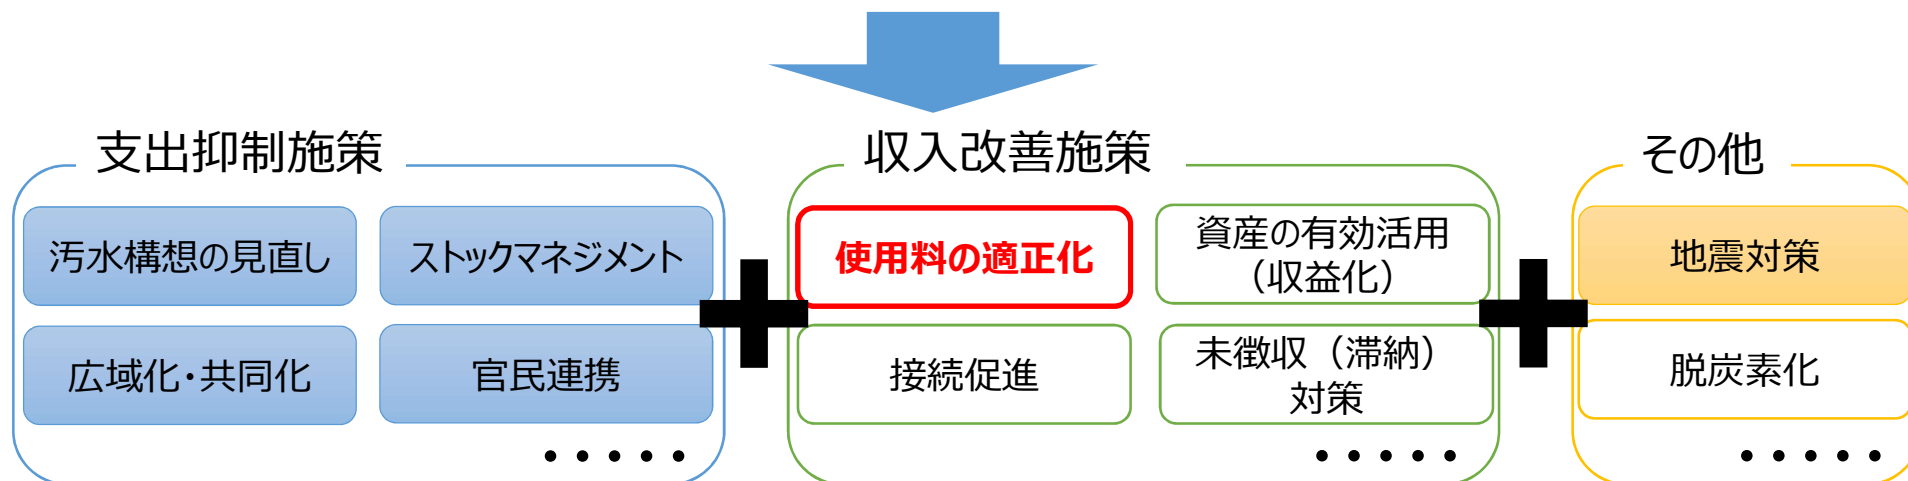 支出抑制施策
汚水構想の見直し
ストックマネジメント
広域化・共同化
官民連携
・・・・・
収入改善施策
使用料の適正化
資産の有効活用
（収益化）
接続促進
未徴収（滞納）
対策
・・・・・
その他
地震対策
脱炭素化
・・・・・